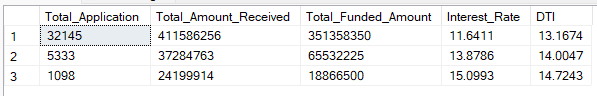 Total_Application Total_Amount_Received Total_Funded_Amount Interest_Rate DTI
1 32145 411586256 351358350 11.6411 13.1674
2 5333 37284763 65532225 13.8786 14.0047
3 1098 24199914 18866500 15.0993 14.7243